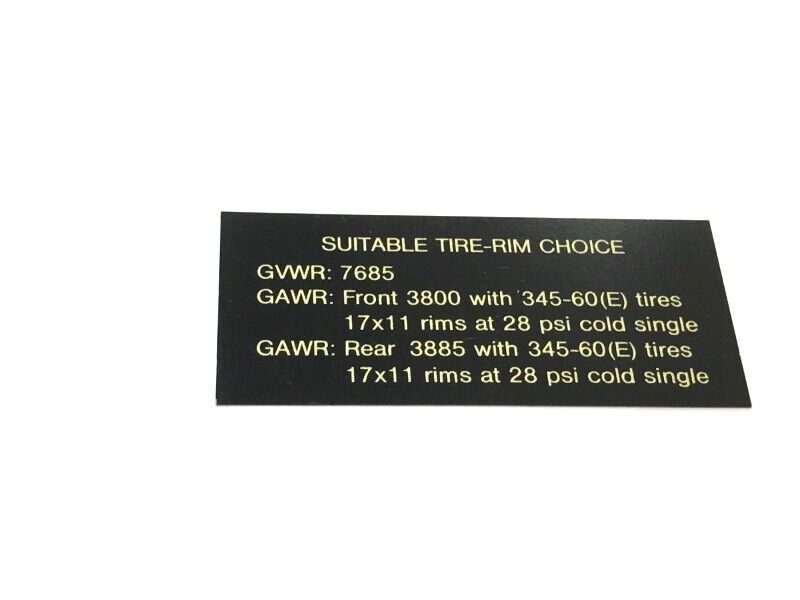 SUITABLE TIRE-RIM CHOICE
GVWR: 7685
GAWR: Front 3800 with 345-60(E) tires
17x11 rims at 28 psi cold single
GAWR: Rear 3885 with 345-60(E) tires
17x11 rims at 28 psi cold single